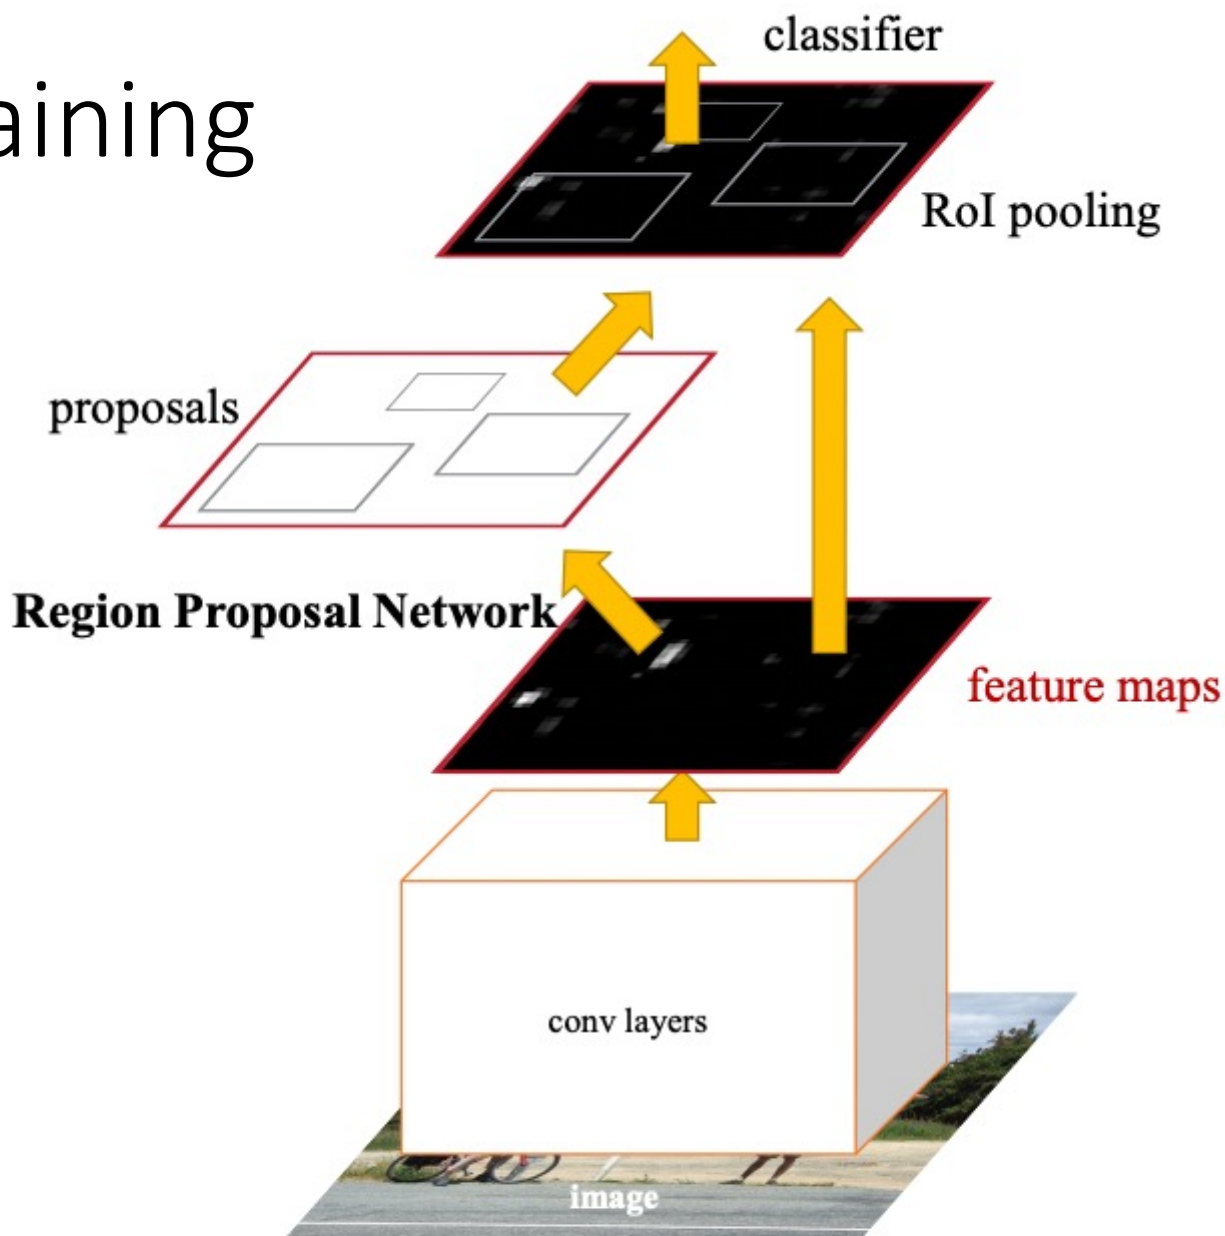 classifier
aining
RoI pooling
proposals
Region Proposal Network
feature maps
conv layers
image